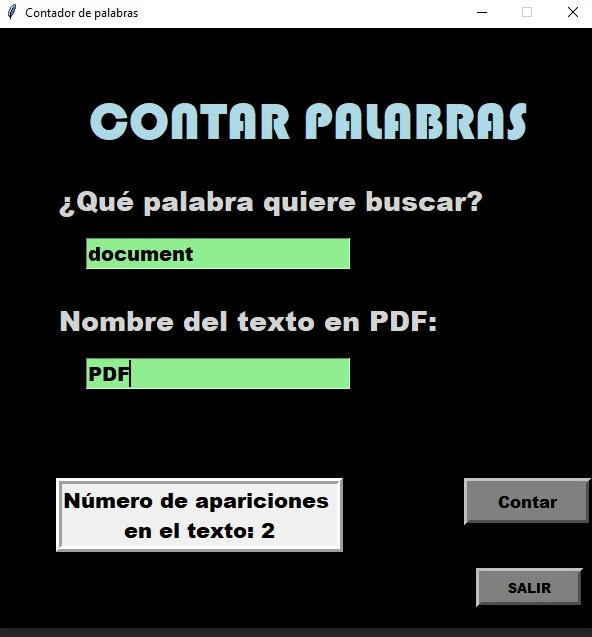 Contador de palabras
CONTAR PALABRAS
¿Qué palabra quiere buscar?
document
Nombre del texto en PDF:
PDF
Número de apariciones
en el texto: 2
Contar
SALIR